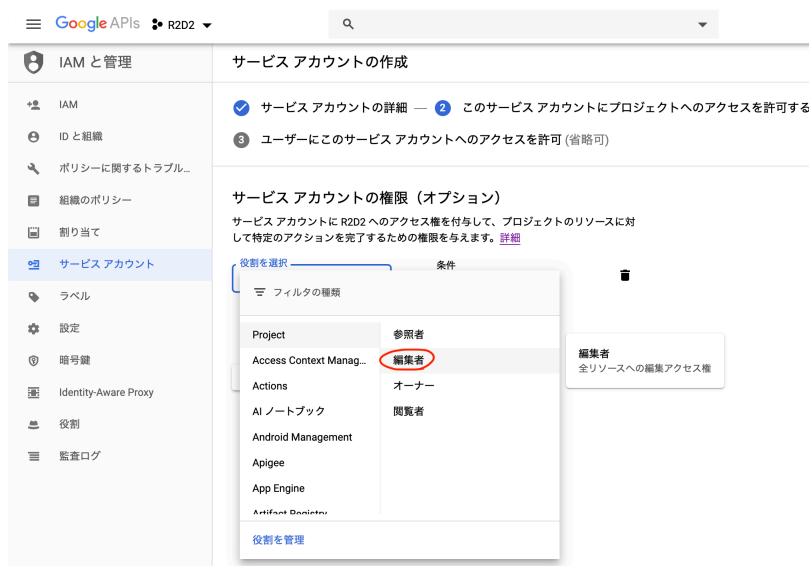 Google APIs R2D2
IAM と管理
IAM
ID と組織
ポリシーに関するトラブル...
組織のポリシー
割り当て
サービス アカウント
ラベル
設定
暗号鍵
Identity-Aware Proxy
役割
監査ログ
サービス アカウントの作成
サービス アカウントの詳細 — 2 このサービス アカウントにプロジェクトへのアクセスを許可する
3 ユーザーにこのサービス アカウントへのアクセスを許可 (省略可)
サービス アカウントの権限（オプション）
サービス アカウントに R2D2 へのアクセス権を付与して、プロジェクトのリソースに対
して特定のアクションを完了するための権限を与えます。詳細
役割を選択
条件
フィルタの種類
Project
Access Context Manag...
Actions
AI ノートブック
Android Management
Apigee
App Engine
Artifact Registry
参照者
編集者
オーナー
閲覧者
役割を管理
編集者
全リソースへの編集アクセス権